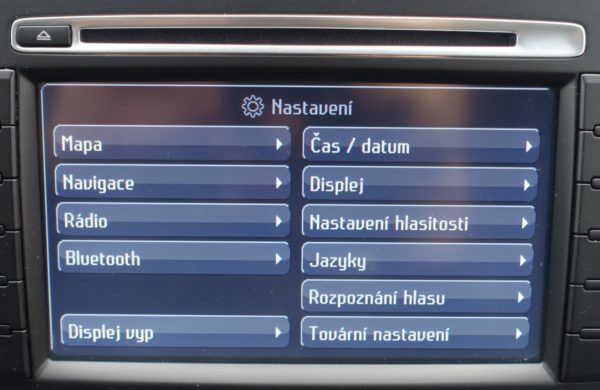 Nastavení
Mapa
Čas / datum
Navigace
Displej
Rádio
Nastavení hlasitosti
Bluetooth
Jazyky
Rozpoznání hlasu
Displej vyp
Tovární nastavení